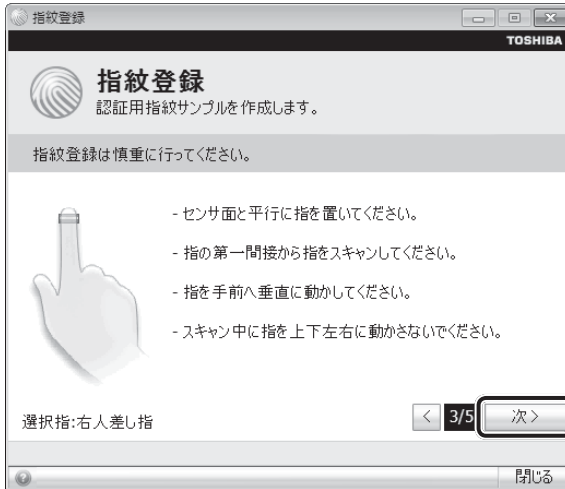 指紋登録
TOSHIBA
指紋登録
認証用指紋サンプルを作成します。
指紋登録は慎重に行ってください。
- センサ面と平行に指を置いてください。
- 指の第一間接から指をスキャンしてください。
- 指を手前へ垂直に動かしてください。
- スキャン中に指を上下左右に動かさないでください。
選択指:右人差し指
< 3/5 次 >
? 閉じる